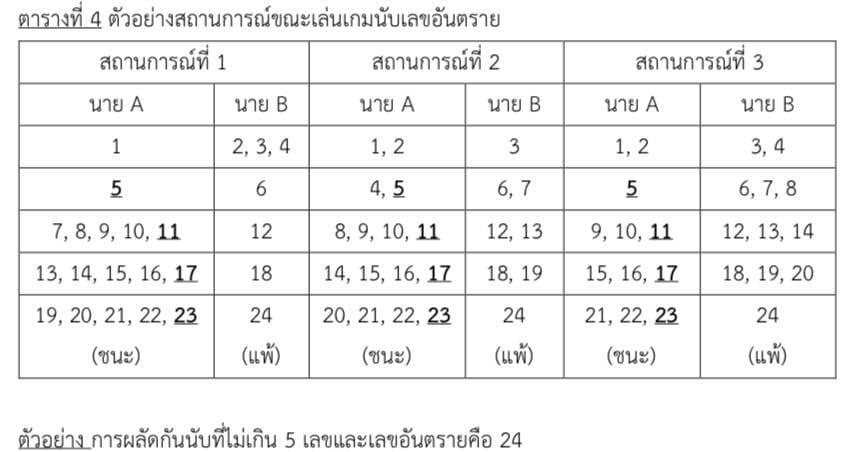 ตารางที่ 4 ตัวอย่างสถานการณ์ขณะเล่นเกมนับเลขอันตราย
สถานการณ์ที่ 1 สถานการณ์ที่ 2 สถานการณ์ที่ 3
นาย A นาย B นาย A นาย B นาย A นาย B
1 2, 3, 4 1, 2 3 1, 2 3, 4
5 6 4, 5 6, 7 5 6, 7, 8
7, 8, 9, 10, 11 12 8, 9, 10, 11 12, 13 9, 10, 11 12, 13, 14
13, 14, 15, 16, 17 18 14, 15, 16, 17 18, 19 15, 16, 17 18, 19, 20
19, 20, 21, 22, 23 24 20, 21, 22, 23 24 21, 22, 23 24
(ชนะ) (แพ้) (ชนะ) (แพ้) (ชนะ) (แพ้)
ตัวอย่าง การผลัดกันนับที่ไม่เกิน 5 เลขและเลขอันตรายคือ 24